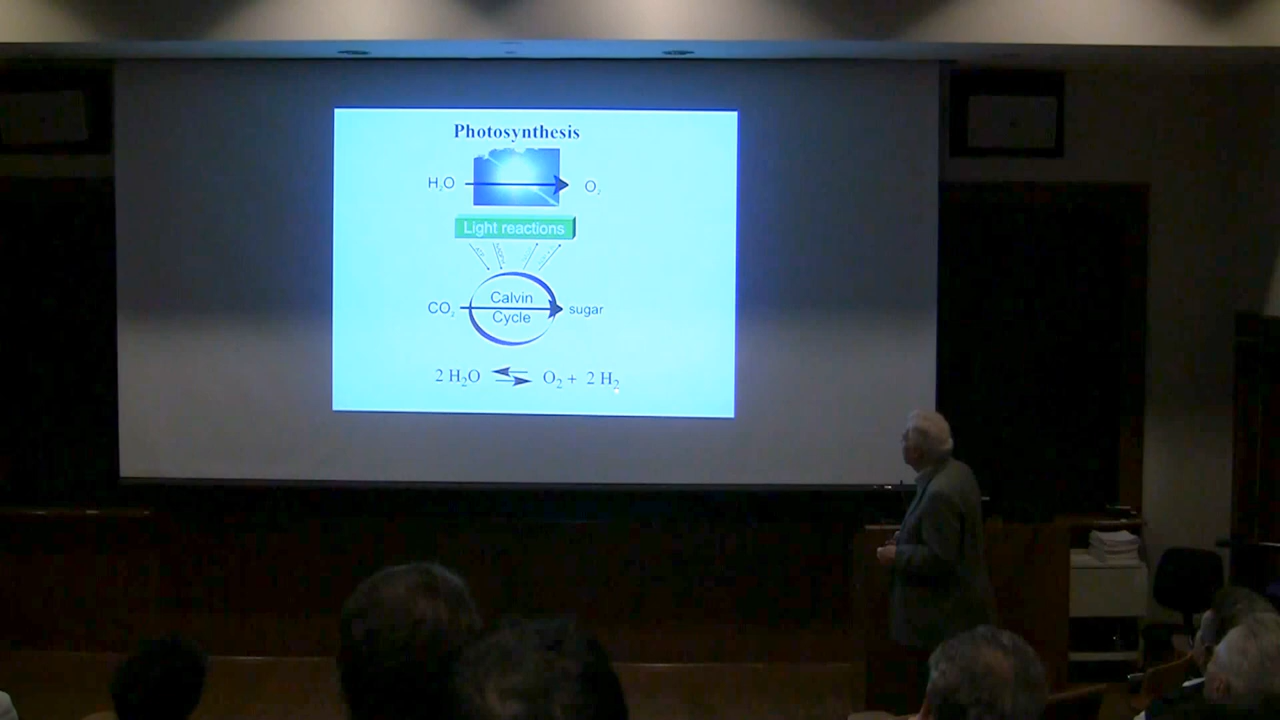 Photosynthesis
H₂O O₂
Light reactions
CO₂ Calvin Cycle sugar
2 H₂O ⇌ O₂ + 2 H₂